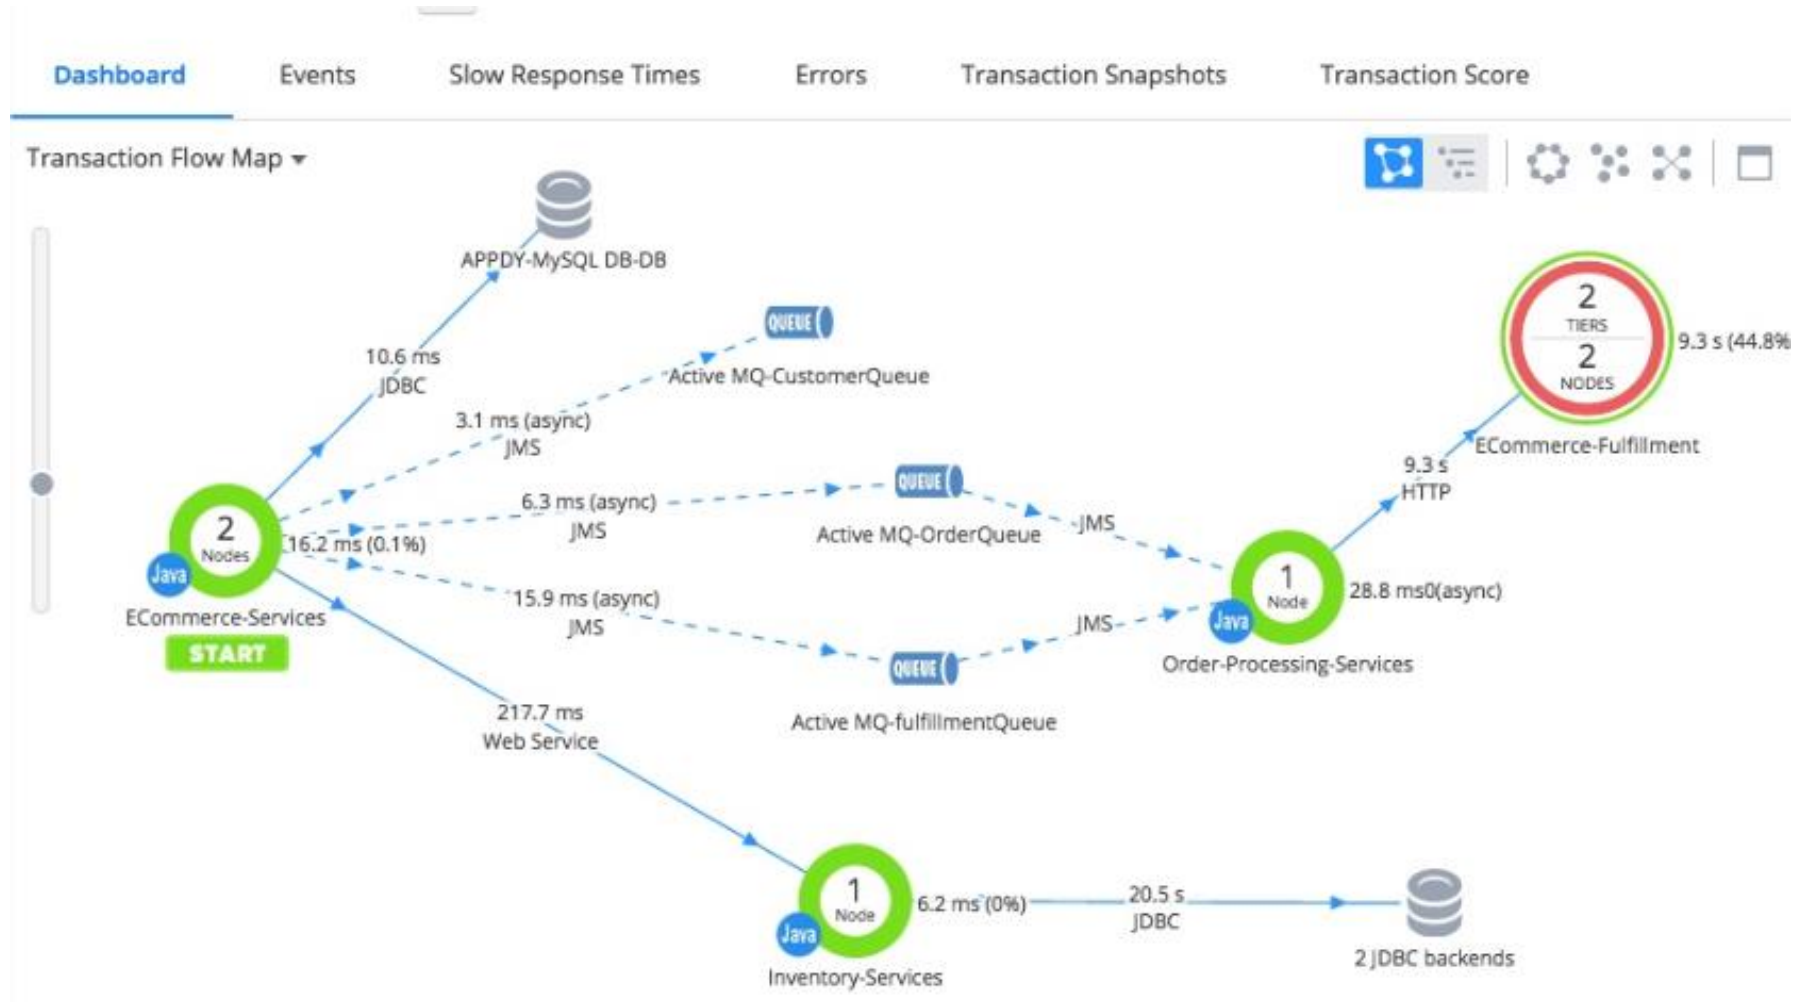 Dashboard
Events
Slow Response Times
Errors
Transaction Snapshots
Transaction Score
Transaction Flow Map
APPDY-MySQL DB-DB
10.6 ms
JDBC
QUEUE
Active MQ-CustomerQueue
3.1 ms (async)
JMS
2
TIERS
2
NODES
9.3 s (44.8%
ECommerce-Fulfillment
9.3 s
HTTP
6.3 ms (async)
JMS
QUEUE
Active MQ-OrderQueue
JMS
2
Nodes
Java
16.2 ms (0.1%)
ECommerce-Services
START
15.9 ms (async)
JMS
QUEUE
Active MQ-fulfillmentQueue
JMS
1
Node
Java
28.8 ms0(async)
Order-Processing-Services
217.7 ms
Web Service
1
Node
Java
6.2 ms (0%)
Inventory-Services
20.5 s
JDBC
2 JDBC backends